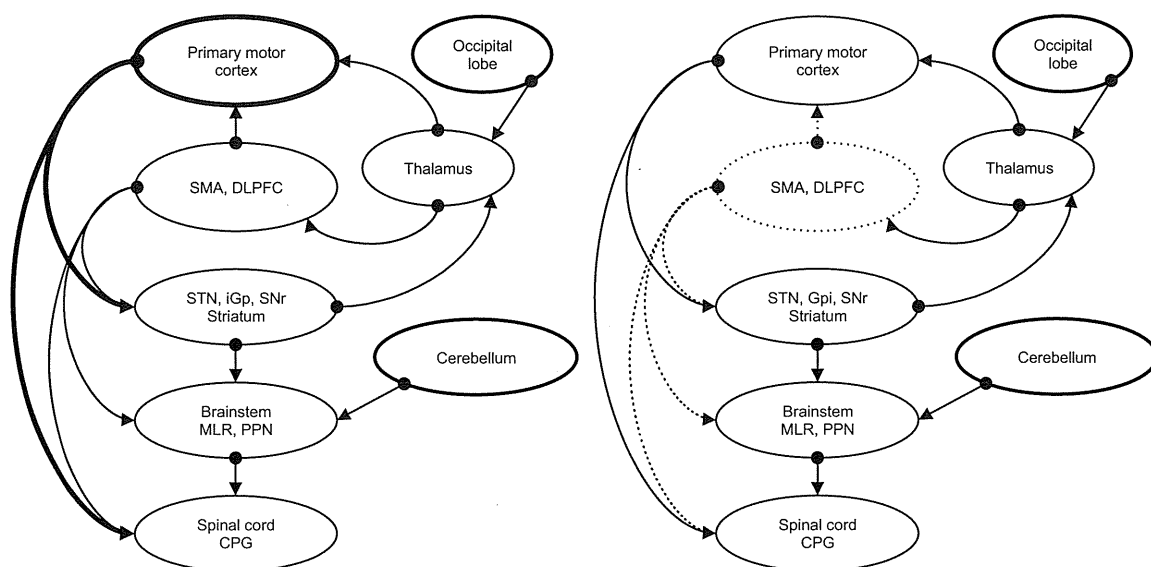 Primary motor
cortex
Occipital
lobe
Thalamus
SMA, DLPFC
STN, iGp, SNr
Striatum
Cerebellum
Brainstem
MLR, PPN
Spinal cord
CPG
Primary motor
cortex
Occipital
lobe
Thalamus
SMA, DLPFC
STN, Gpi, SNr
Striatum
Cerebellum
Brainstem
MLR, PPN
Spinal cord
CPG